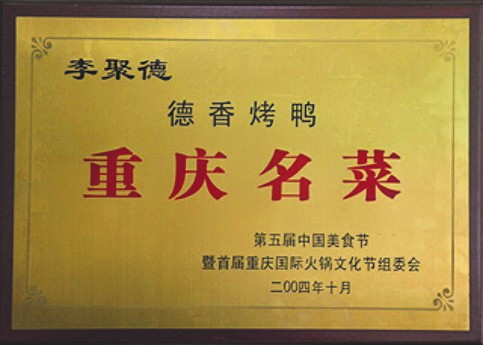 李聚德
德香烤鸭
重庆名菜
第五届中国美食节
暨首届重庆国际火锅文化节组委会
二00四年十月